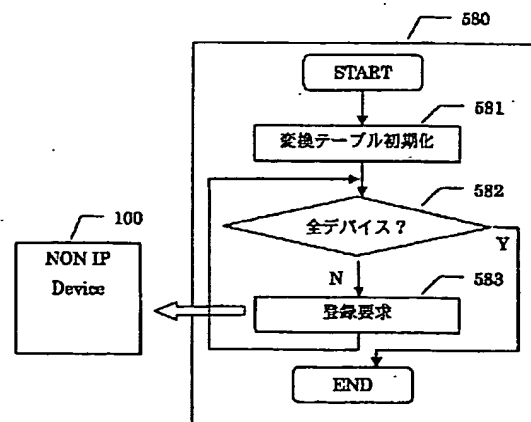 580
START
581
変換テーブル初期化
582
全デバイス？
Y
100
NON IP
Device
N
583
登録要求
END